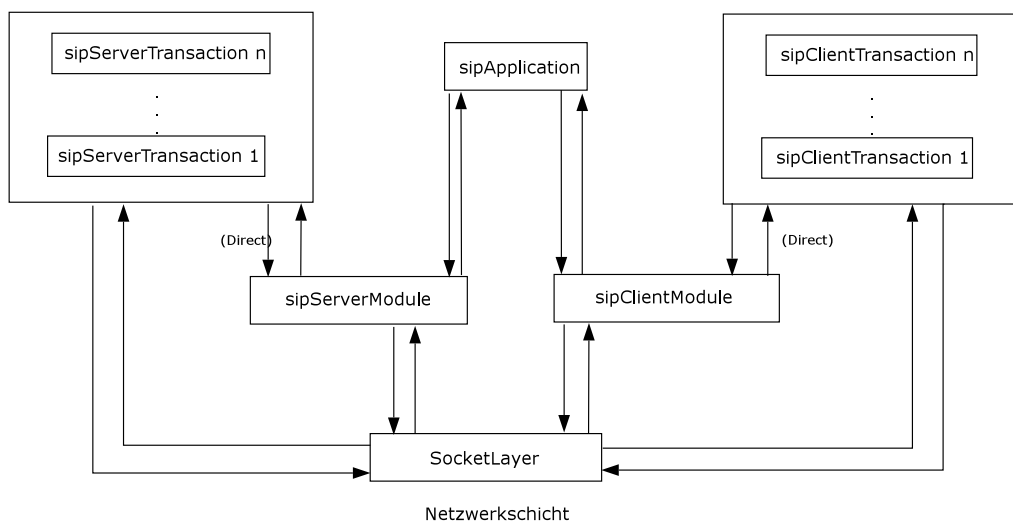 sipServerTransaction n
sipServerTransaction 1
sipApplication
sipClientTransaction n
sipClientTransaction 1
(Direct)
(Direct)
sipServerModule
sipClientModule
SocketLayer
Netzwerkschicht